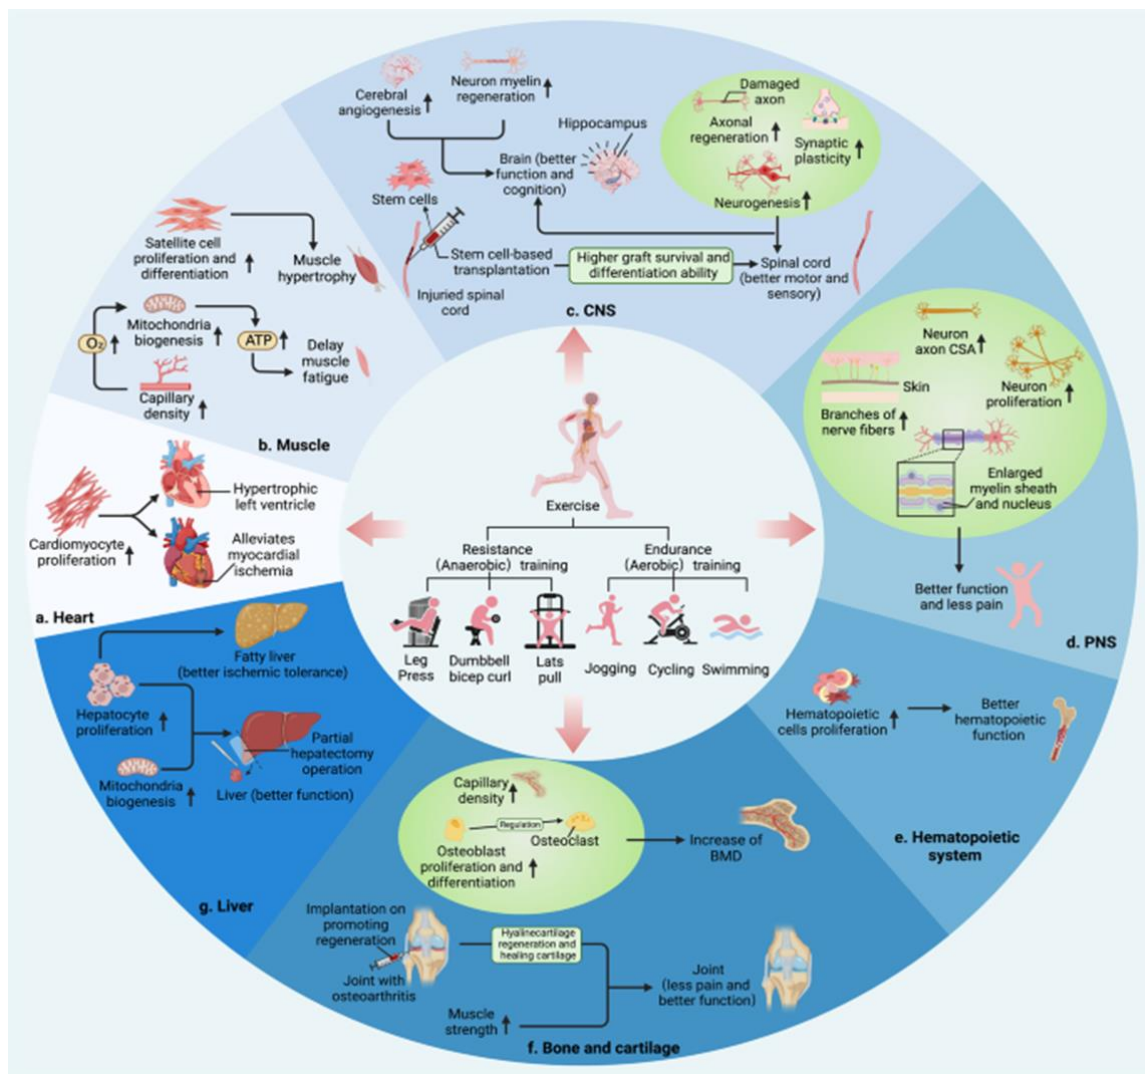 Cerebral
angiogenesis
Neuron myelin
regeneration
Hippocampus
Brain (better
function and
cognition)
Damaged
axon
Axonal
regeneration
Synaptic
plasticity
Neurogenesis
Stem cells
Stem cell-based
transplantation
Higher graft survival and
differentiation ability
Spinal cord
(better motor and
sensory)
Injuried spinal
cord
c. CNS
Satellite cell
proliferation and
differentiation
Muscle
hypertrophy
Mitochondria
biogenesis
O₂
ATP
Delay
muscle
fatigue
Capillary
density
b. Muscle
Neuron
axon CSA
Skin
Neuron
proliferation
Branches of
nerve fibers
Enlarged
myelin sheath
and nucleus
Better function
and less pain
d. PNS
Hypertrophic
left ventricle
Cardiomyocyte
proliferation
Alleviates
myocardial
ischemia
a. Heart
Exercise
Resistance
(Anaerobic) training
Endurance
(Aerobic) training
Leg
Press
Dumbbell
bicep curl
Lats
pull
Jogging
Cycling
Swimming
Fatty liver
(better ischemic tolerance)
Hepatocyte
proliferation
Partial
hepatectomy
operation
Mitochondria
biogenesis
Liver (better function)
g. Liver
Hematopoietic
cells proliferation
Better
hematopoietic
function
e. Hematopoietic
system
Capillary
density
Regulation
Osteoclast
Osteoblast
proliferation and
differentiation
Increase of
BMD
Implantation on
promoting
regeneration
Hyalinecartilage
regeneration and
healing cartilage
Joint with
osteoarthritis
Joint
(less pain and
better function)
Muscle
strength
f. Bone and cartilage